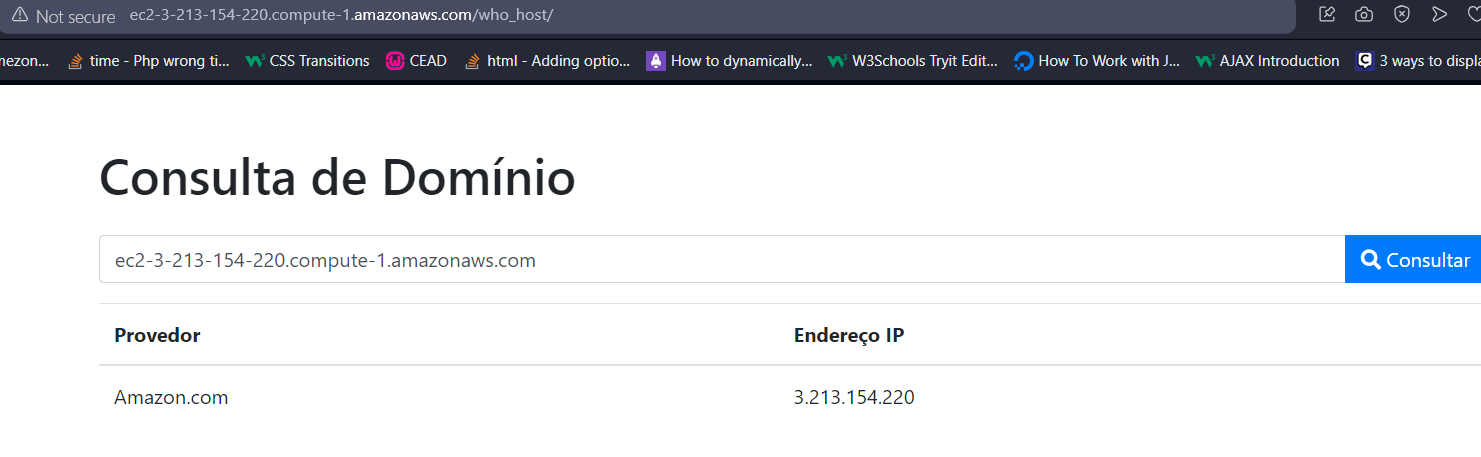 Not secure ec2-3-213-154-220.compute-1.amazonaws.com/who_host/
mezon... time - Php wrong ti... CSS Transitions CEAD html - Adding optio... How to dynamically... W3Schools Tryit Edit... How To Work with J... AJAX Introduction 3 ways to displa
Consulta de Domínio
ec2-3-213-154-220.compute-1.amazonaws.com Consultar
Provedor Endereço IP
Amazon.com 3.213.154.220